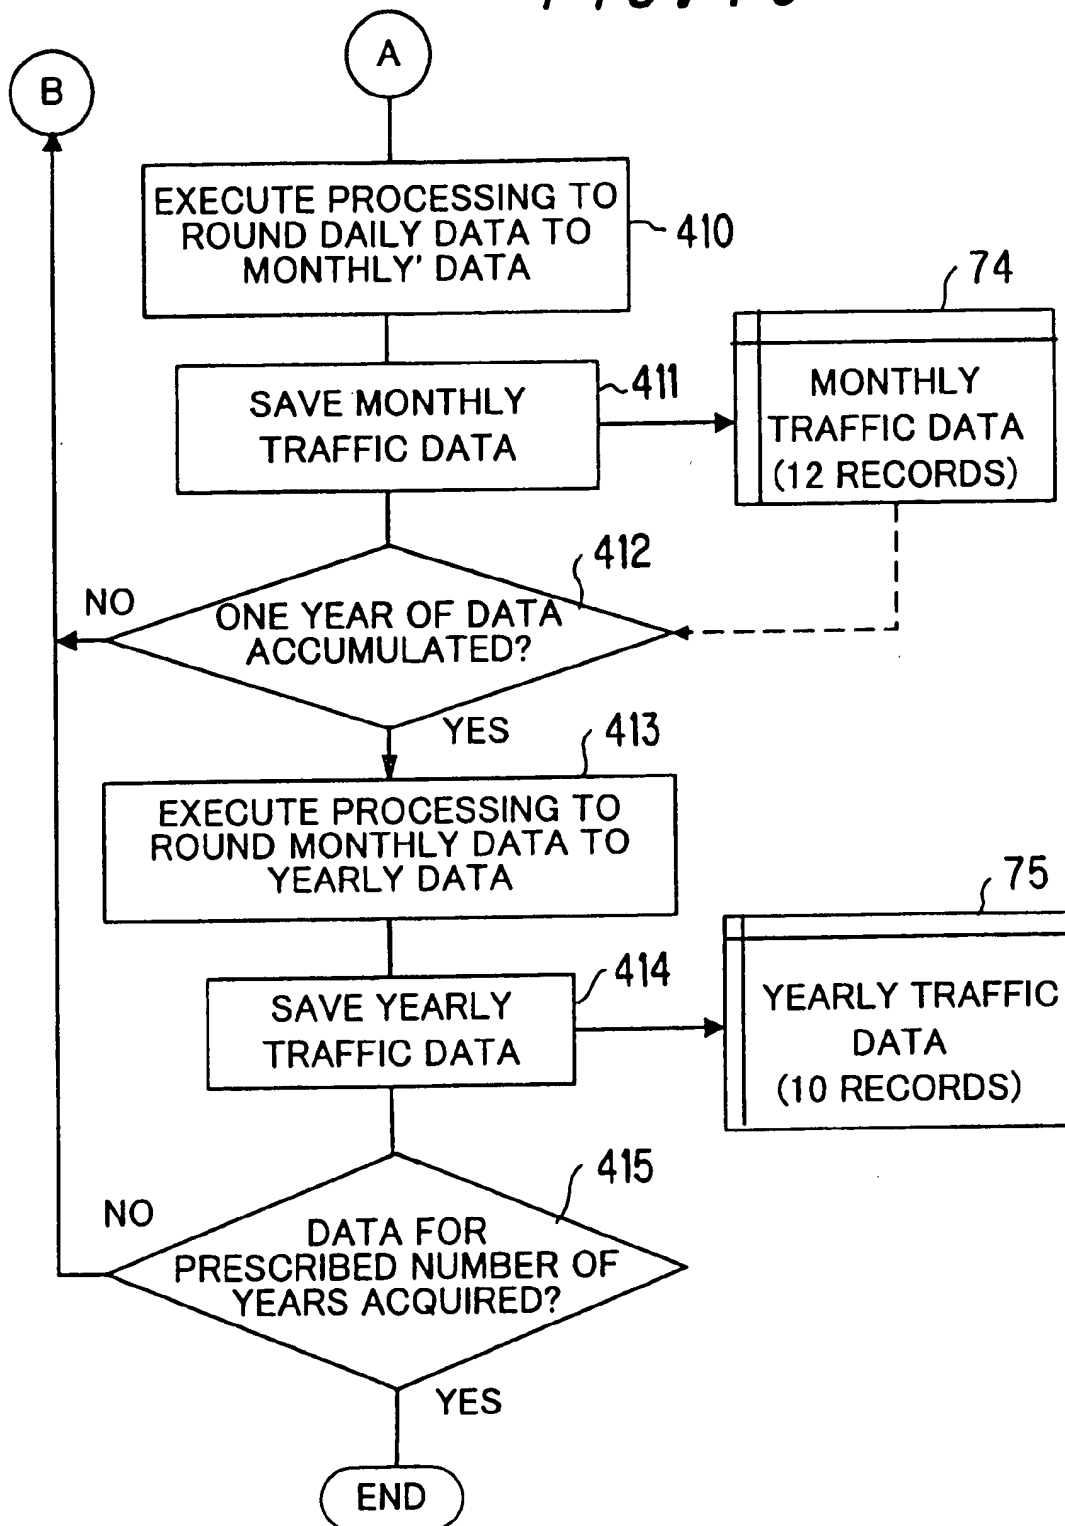 A
B
EXECUTE PROCESSING TO
ROUND DAILY DATA TO
MONTHLY' DATA
410
74
SAVE MONTHLY
TRAFFIC DATA
411
MONTHLY
TRAFFIC DATA
(12 RECORDS)
412
NO
ONE YEAR OF DATA
ACCUMULATED?
YES
413
EXECUTE PROCESSING TO
ROUND MONTHLY DATA TO
YEARLY DATA
75
414
SAVE YEARLY
TRAFFIC DATA
YEARLY TRAFFIC
DATA
(10 RECORDS)
415
NO
DATA FOR
PRESCRIBED NUMBER OF
YEARS ACQUIRED?
YES
END